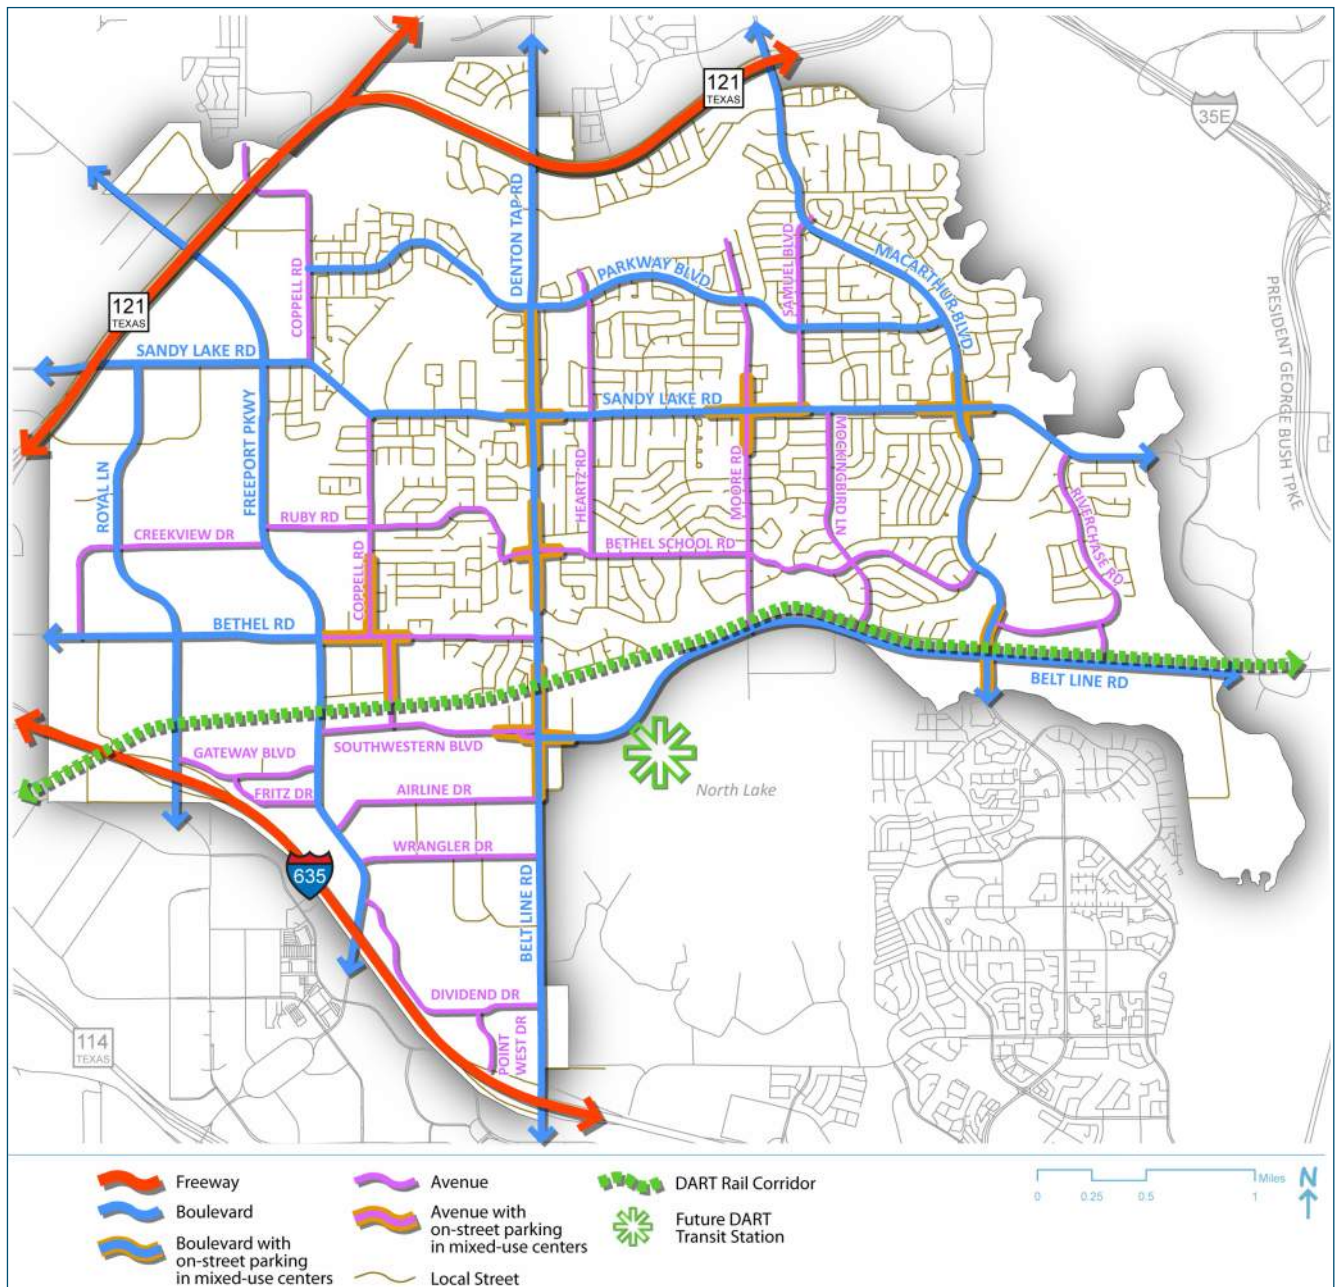 121
TEXAS
35E
DENTON TAP RD
SAMUEL BLVD
MACARTHUR BLVD
PARKWAY BLVD
COPPELL RD
121
TEXAS
PRESIDENT GEORGE BUSH TPKE
SANDY LAKE RD
SANDY LAKE RD
FREEPORT PKWY
MOCKINGBIRD LN
HEARTZ RD
MOORE RD
ROYAL LN
RIVERCHASE RD
RUBY RD
CREEKVIEW DR
BETHEL SCHOOL RD
COPPELL RD
BETHEL RD
BELT LINE RD
SOUTHWESTERN BLVD
GATEWAY BLVD
North Lake
FRITZ DR
AIRLINE DR
WRANGLER DR
635
BELT LINE RD
DIVIDEND DR
POINT
WEST DR
114
TEXAS
Freeway
Boulevard
Boulevard with
on-street parking
in mixed-use centers
Avenue
Avenue with
on-street parking
in mixed-use centers
Local Street
DART Rail Corridor
Future DART
Transit Station
Miles
0
0.25
0.5
1
N